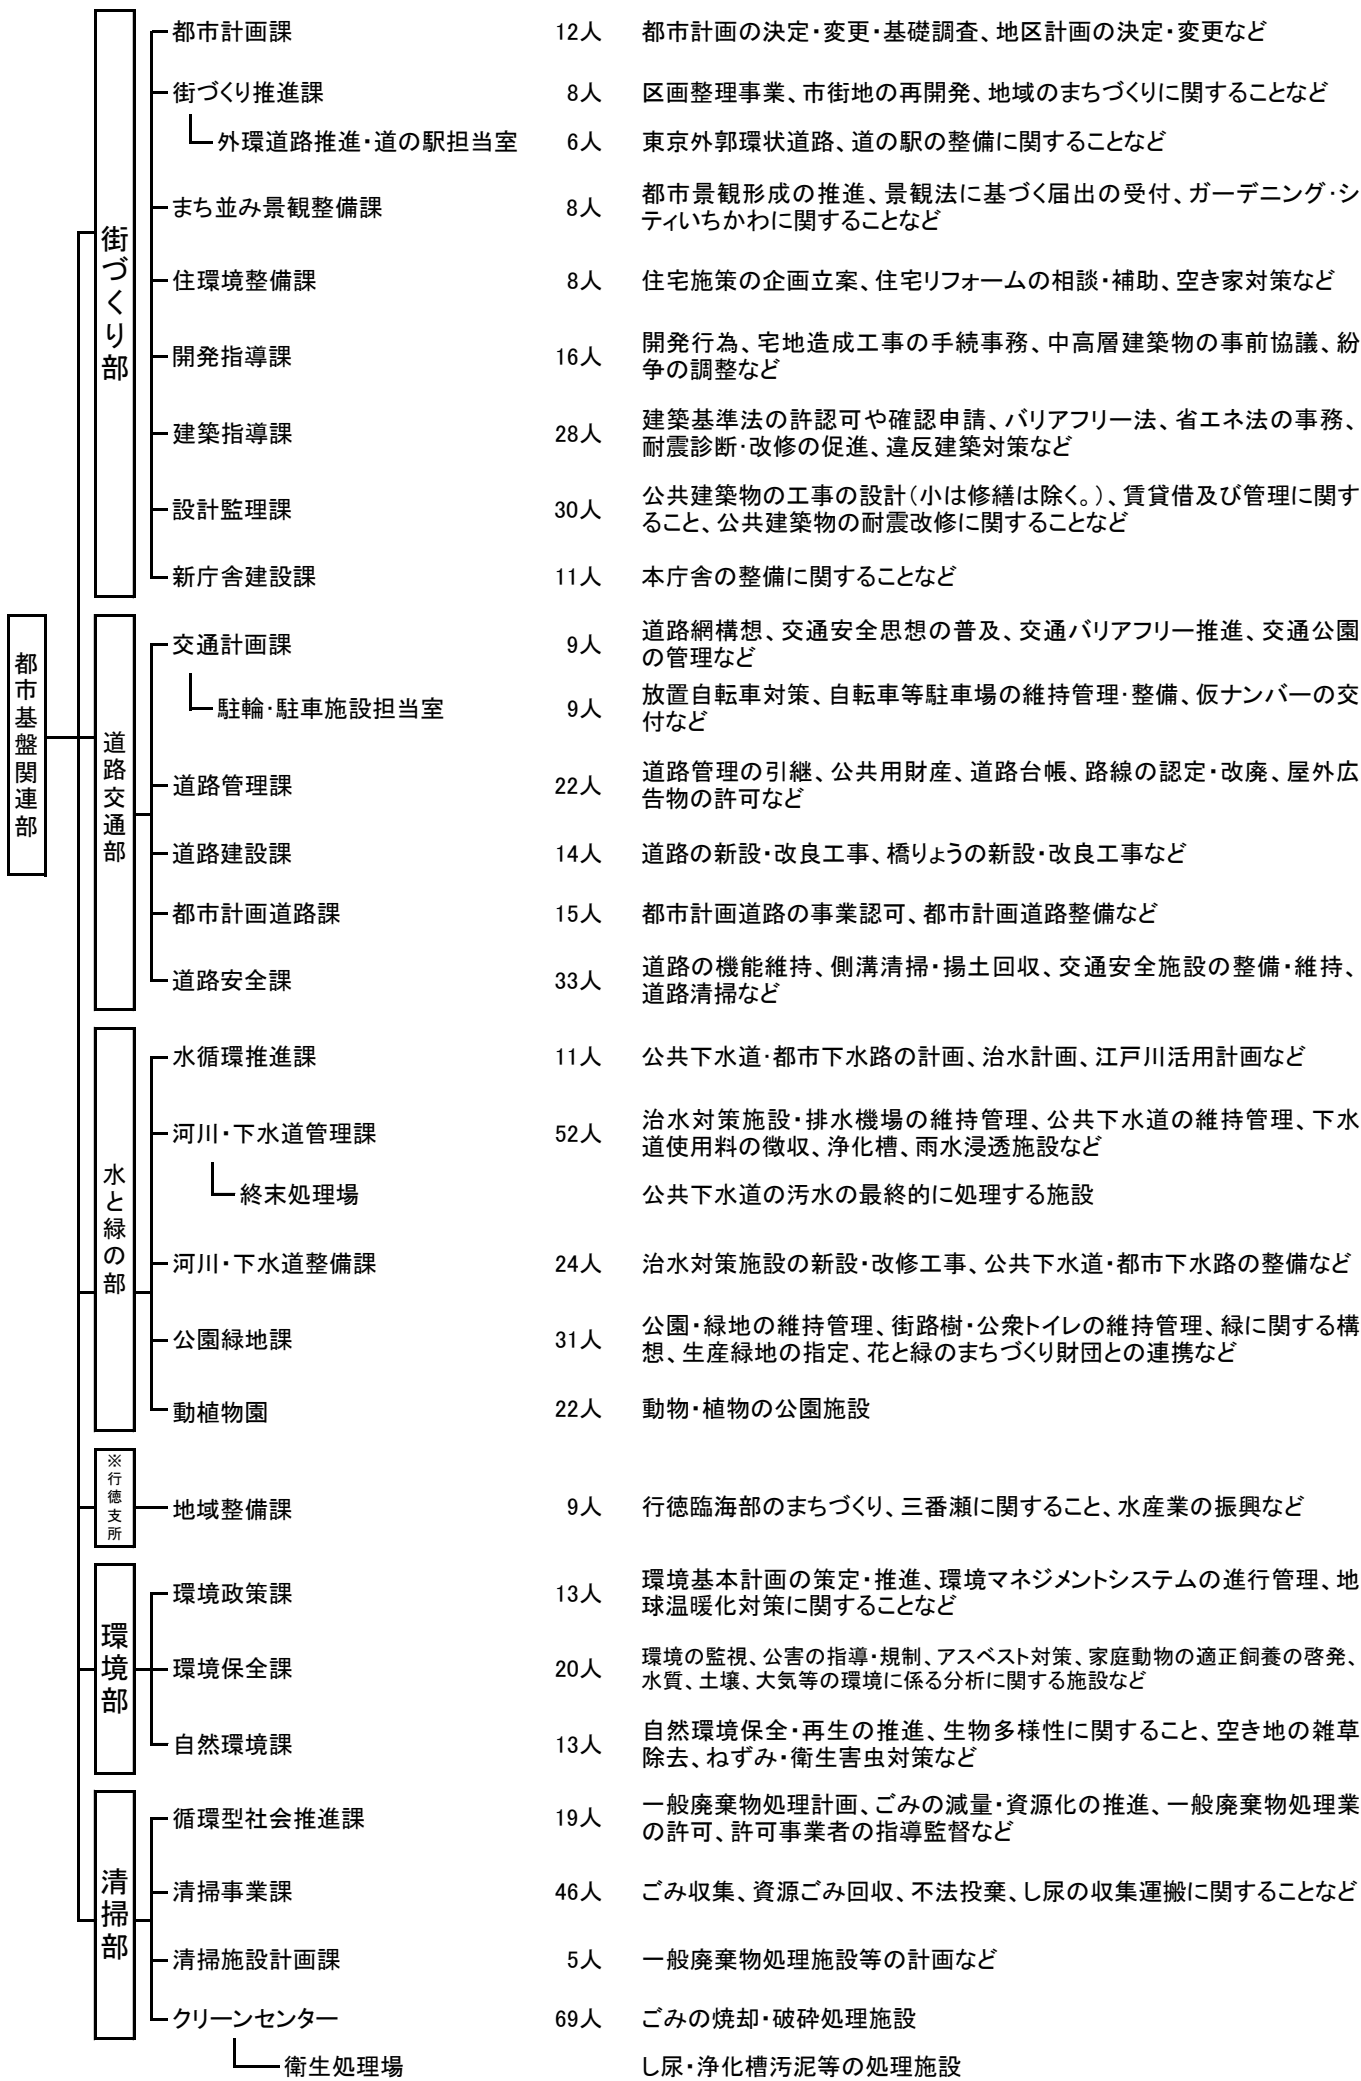 都市基盤関連部
街づくり部
都市計画課 12人 都市計画の決定・変更・基礎調査、地区計画の決定・変更など
街づくり推進課 8人 区画整理事業、市街地の再開発、地域のまちづくりに関することなど
外環道路推進・道の駅担当室 6人 東京外郭環状道路、道の駅の整備に関することなど
まち並み景観整備課 8人 都市景観形成の推進、景観法に基づく届出の受付、ガーデニング・シ
ティいちかわに関することなど
住環境整備課 8人 住宅施策の企画立案、住宅リフォームの相談・補助、空き家対策など
開発指導課 16人 開発行為、宅地造成工事の手続事務、中高層建築物の事前協議、紛
争の調整など
建築指導課 28人 建築基準法の許認可や確認申請、バリアフリー法、省エネ法の事務、
耐震診断・改修の促進、違反建築対策など
設計監理課 30人 公共建築物の工事の設計（小は修繕は除く。）、賃貸借及び管理に関す
ること、公共建築物の耐震改修に関することなど
新庁舎建設課 11人 本庁舎の整備に関することなど
道路交通部
交通計画課 9人 道路網構想、交通安全思想の普及、交通バリアフリー推進、交通公園
の管理など
駐輪・駐車施設担当室 9人 放置自転車対策、自転車等駐車場の維持管理・整備、仮ナンバーの交
付など
道路管理課 22人 道路管理の引継、公共用財産、道路台帳、路線の認定・改廃、屋外広
告物の許可など
道路建設課 14人 道路の新設・改良工事、橋りょうの新設・改良工事など
都市計画道路課 15人 都市計画道路の事業認可、都市計画道路整備など
道路安全課 33人 道路の機能維持、側溝清掃・揚土回収、交通安全施設の整備・維持、
道路清掃など
水と緑の部
水循環推進課 11人 公共下水道・都市下水路の計画、治水計画、江戸川活用計画など
河川・下水道管理課 52人 治水対策施設・排水機場の維持管理、公共下水道の維持管理、下水
道使用料の徴収、浄化槽、雨水浸透施設など
終末処理場 公共下水道の汚水の最終的に処理する施設
河川・下水道整備課 24人 治水対策施設の新設・改修工事、公共下水道・都市下水路の整備など
公園緑地課 31人 公園・緑地の維持管理、街路樹・公衆トイレの維持管理、緑に関する構
想、生産緑地の指定、花と緑のまちづくり財団との連携など
動植物園 22人 動物・植物の公園施設
※行徳支所
地域整備課 9人 行徳臨海部のまちづくり、三番瀬に関すること、水産業の振興など
環境部
環境政策課 13人 環境基本計画の策定・推進、環境マネジメントシステムの進行管理、地
球温暖化対策に関することなど
環境保全課 20人 環境の監視、公害の指導・規制、アスベスト対策、家庭動物の適正飼養の啓発、
水質、土壌、大気等の環境に係る分析に関する施設など
自然環境課 13人 自然環境保全・再生の推進、生物多様性に関すること、空き地の雑草
除去、ねずみ・衛生害虫対策など
清掃部
循環型社会推進課 19人 一般廃棄物処理計画、ごみの減量・資源化の推進、一般廃棄物処理業
の許可、許可事業者の指導監督など
清掃事業課 46人 ごみ収集、資源ごみ回収、不法投棄、し尿の収集運搬に関することなど
清掃施設計画課 5人 一般廃棄物処理施設等の計画など
クリーンセンター 69人 ごみの焼却・破砕処理施設
衛生処理場 し尿・浄化槽汚泥等の処理施設